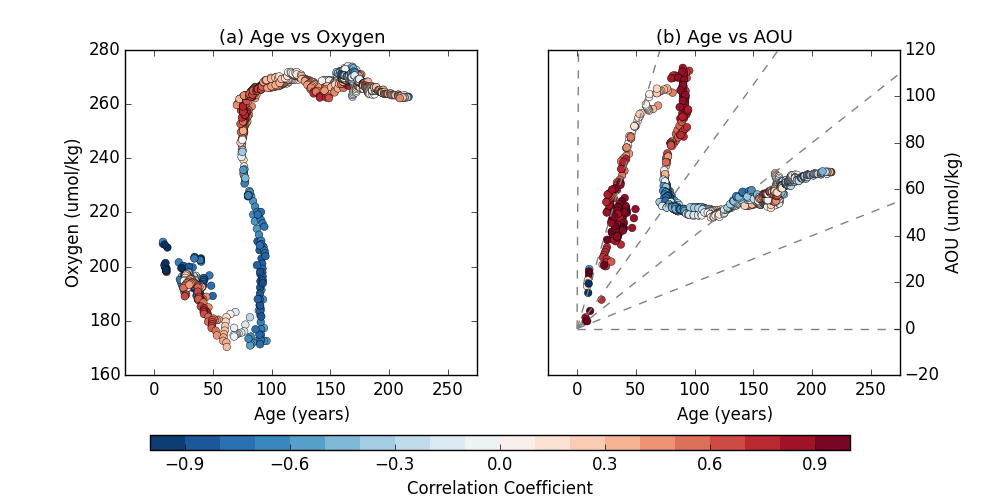 (a) Age vs Oxygen
(b) Age vs AOU
280
260
240
220
200
180
160
Oxygen (umol/kg)
0 50 100 150 200 250
Age (years)
120
100
80
60
40
20
0
−20
AOU (umol/kg)
0 50 100 150 200 250
Age (years)
−0.9 −0.6 −0.3 0.0 0.3 0.6 0.9
Correlation Coefficient